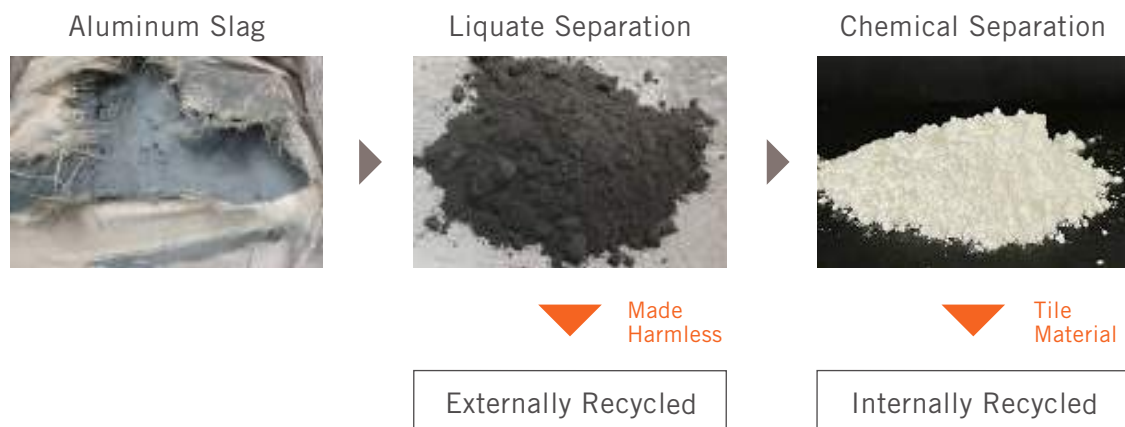 Aluminum Slag
Liquate Separation
Chemical Separation
Made
Harmless
Tile
Material
Externally Recycled
Internally Recycled